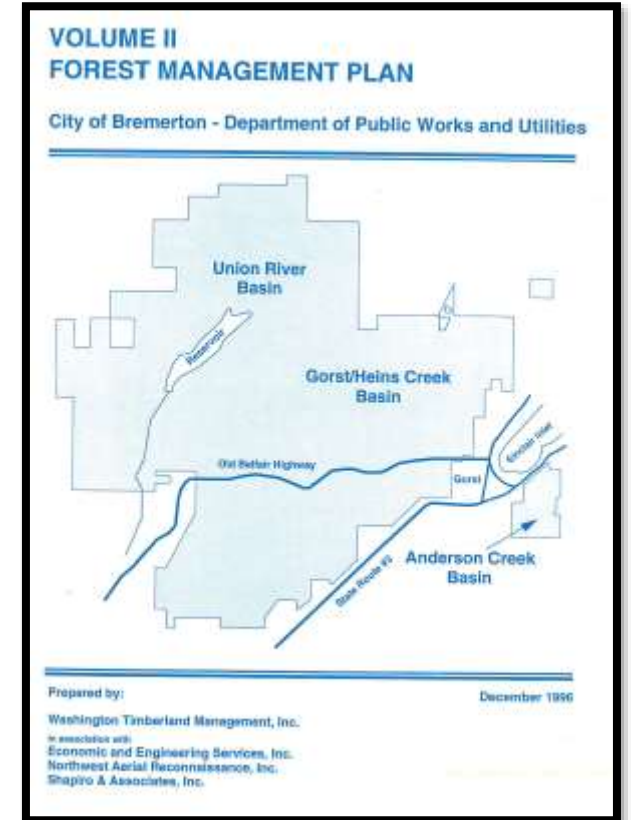 VOLUME II
FOREST MANAGEMENT PLAN
City of Bremerton - Department of Public Works and Utilities
Union River
Basin
Reservoir
Gorst/Heins Creek
Basin
Old Belfair Highway
Sinclair Inlet
Gorst
State Route #3
Anderson Creek
Basin
Prepared by:
December 1996
Washington Timberland Management, Inc.
in association with
Economic and Engineering Services, Inc.
Northwest Aerial Reconnaissance, Inc.
Shapiro & Associates, Inc.